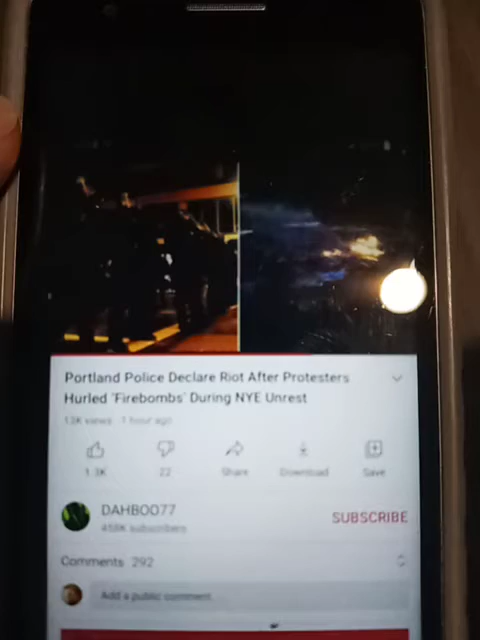 Portland Police Declare Riot After Protesters
Hurled 'Firebombs' During NYE Unrest
13K views · 1 hour ago
1.3K
22
Share
Download
Save
DAHBOO77
458K subscribers
SUBSCRIBE
Comments 292
Add a public comment...